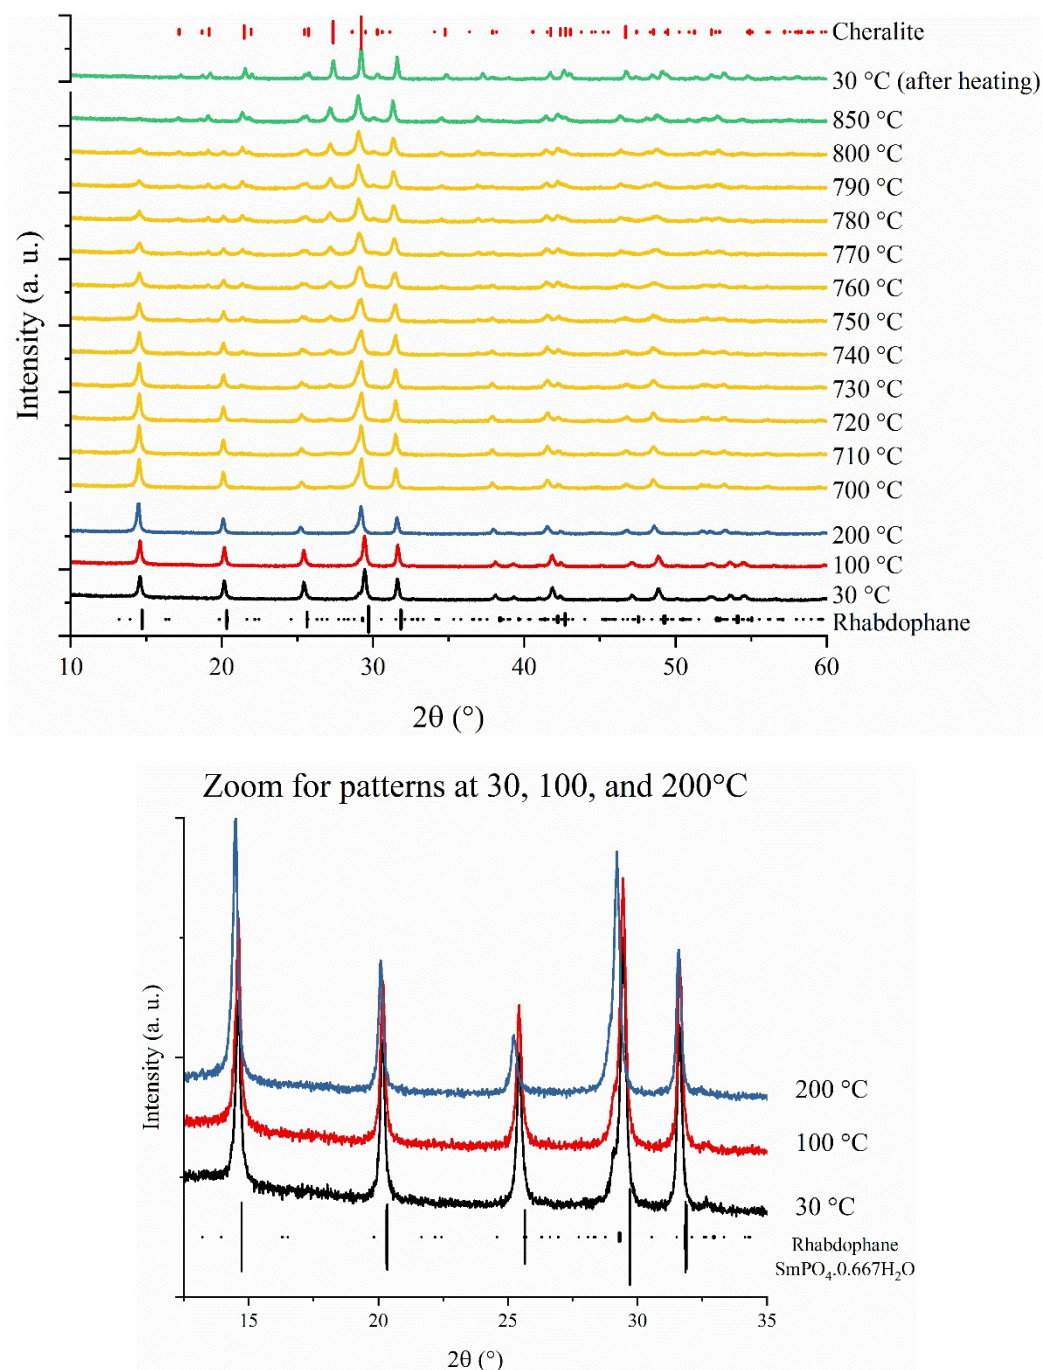 Cheralite
30 °C (after heating)
850 °C
800 °C
790 °C
780 °C
770 °C
760 °C
750 °C
740 °C
730 °C
720 °C
710 °C
700 °C
200 °C
100 °C
30 °C
Rhabdophane
Intensity (a. u.)
10 20 30 40 50 60
2θ (°)
Zoom for patterns at 30, 100, and 200°C
Intensity (a. u.)
200 °C
100 °C
30 °C
Rhabdophane
SmPO₄.0.667H₂O
15 20 25 30 35
2θ (°)